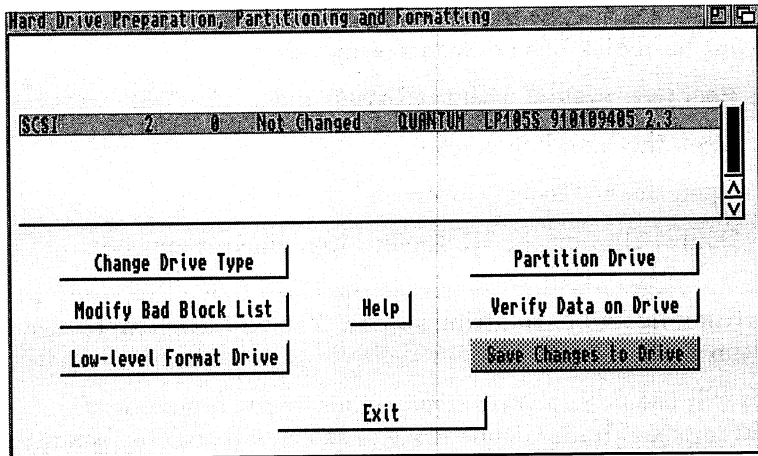 Hard Drive Preparation, Partitioning and Formatting
SCSI 2 0 Not Changed QUANTUM LP105S 910109405 2.3
Change Drive Type
Partition Drive
Modify Bad Block List
Help
Verify Data on Drive
Low-level Format Drive
Save Changes to Drive
Exit